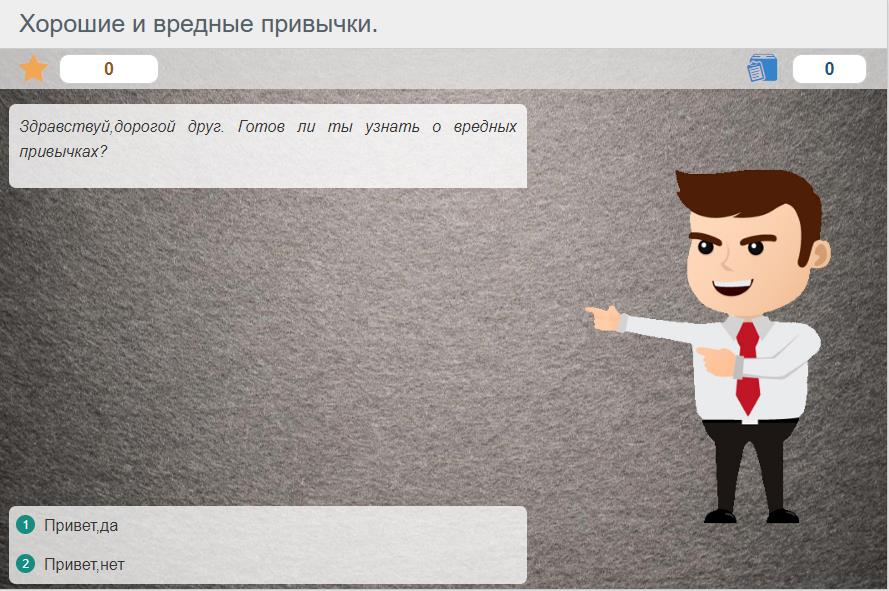 Хорошие и вредные привычки.
0
0
Здравствуй,дорогой друг. Готов ли ты узнать о вредных
привычках?
1 Привет,да
2 Привет,нет